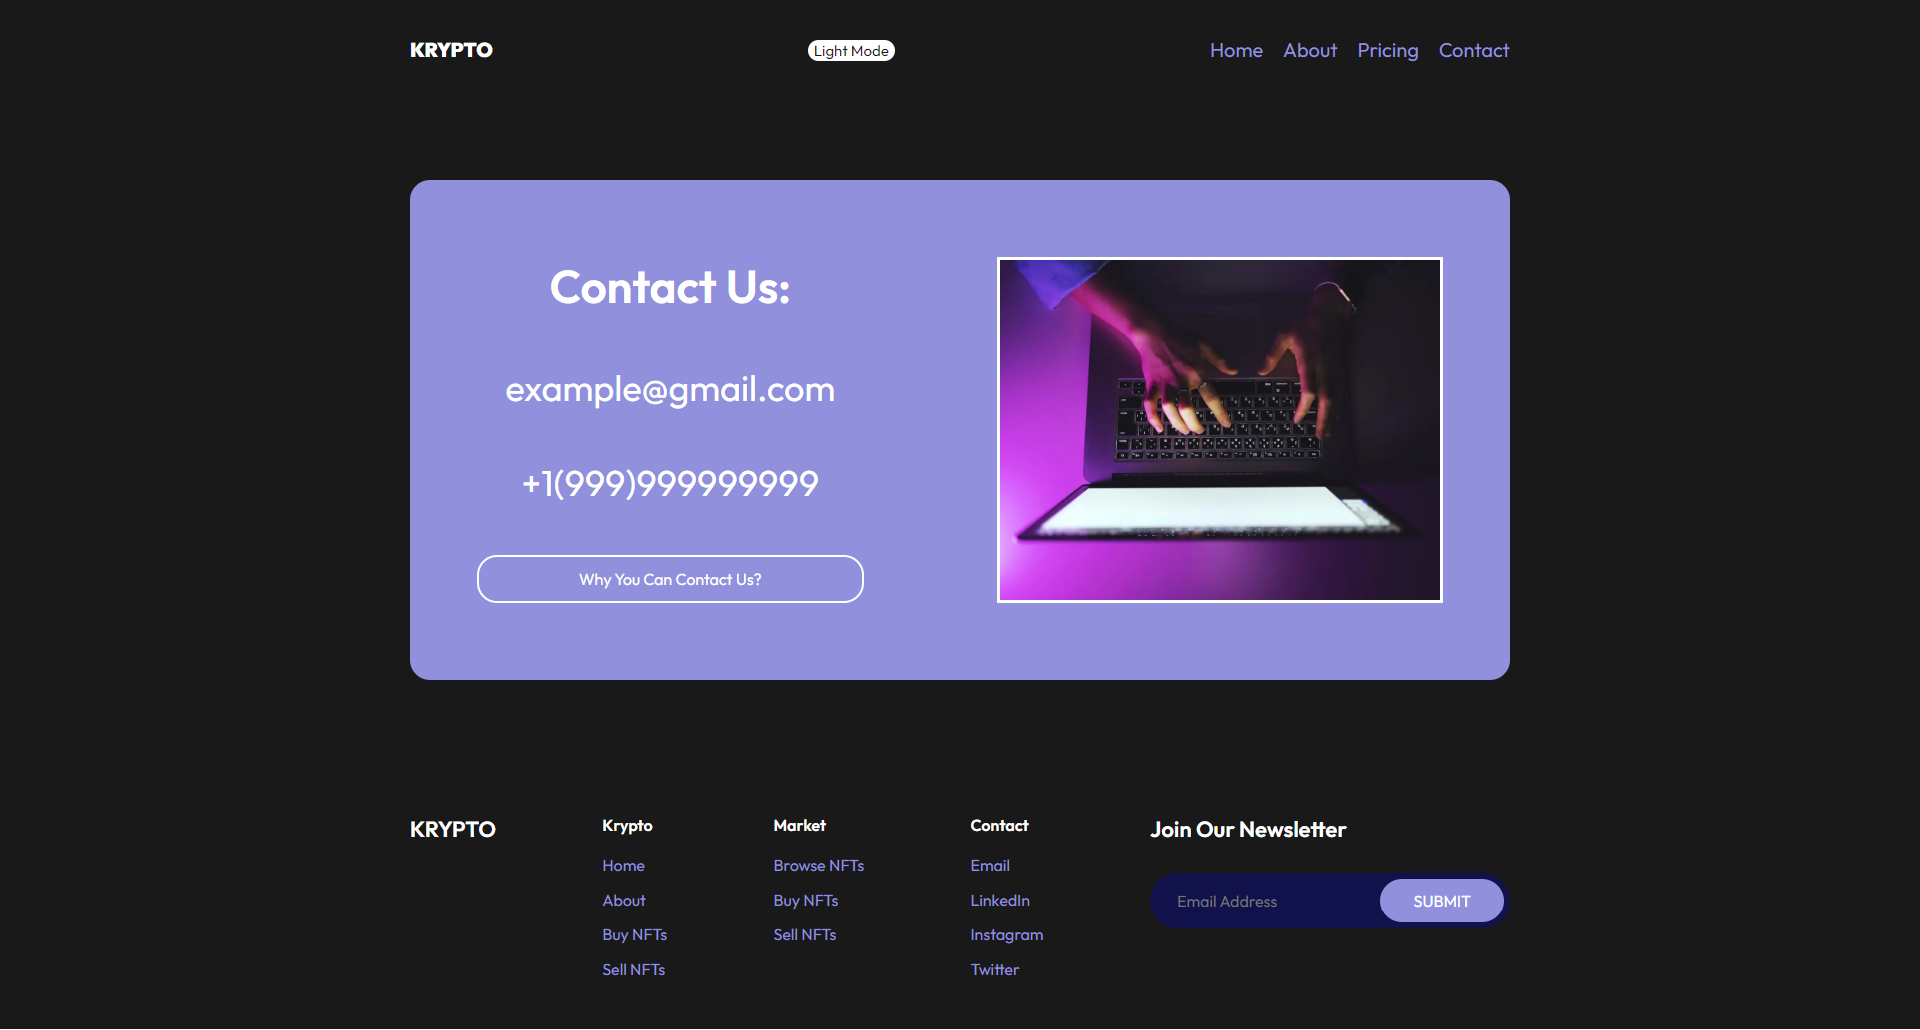 KRYPTO
Light Mode
Home About Pricing Contact
Contact Us:
example@gmail.com
+1(999)999999999
Why You Can Contact Us?
KRYPTO
Krypto
Home
About
Buy NFTs
Sell NFTs
Market
Browse NFTs
Buy NFTs
Sell NFTs
Contact
Email
LinkedIn
Instagram
Twitter
Join Our Newsletter
Email Address
SUBMIT